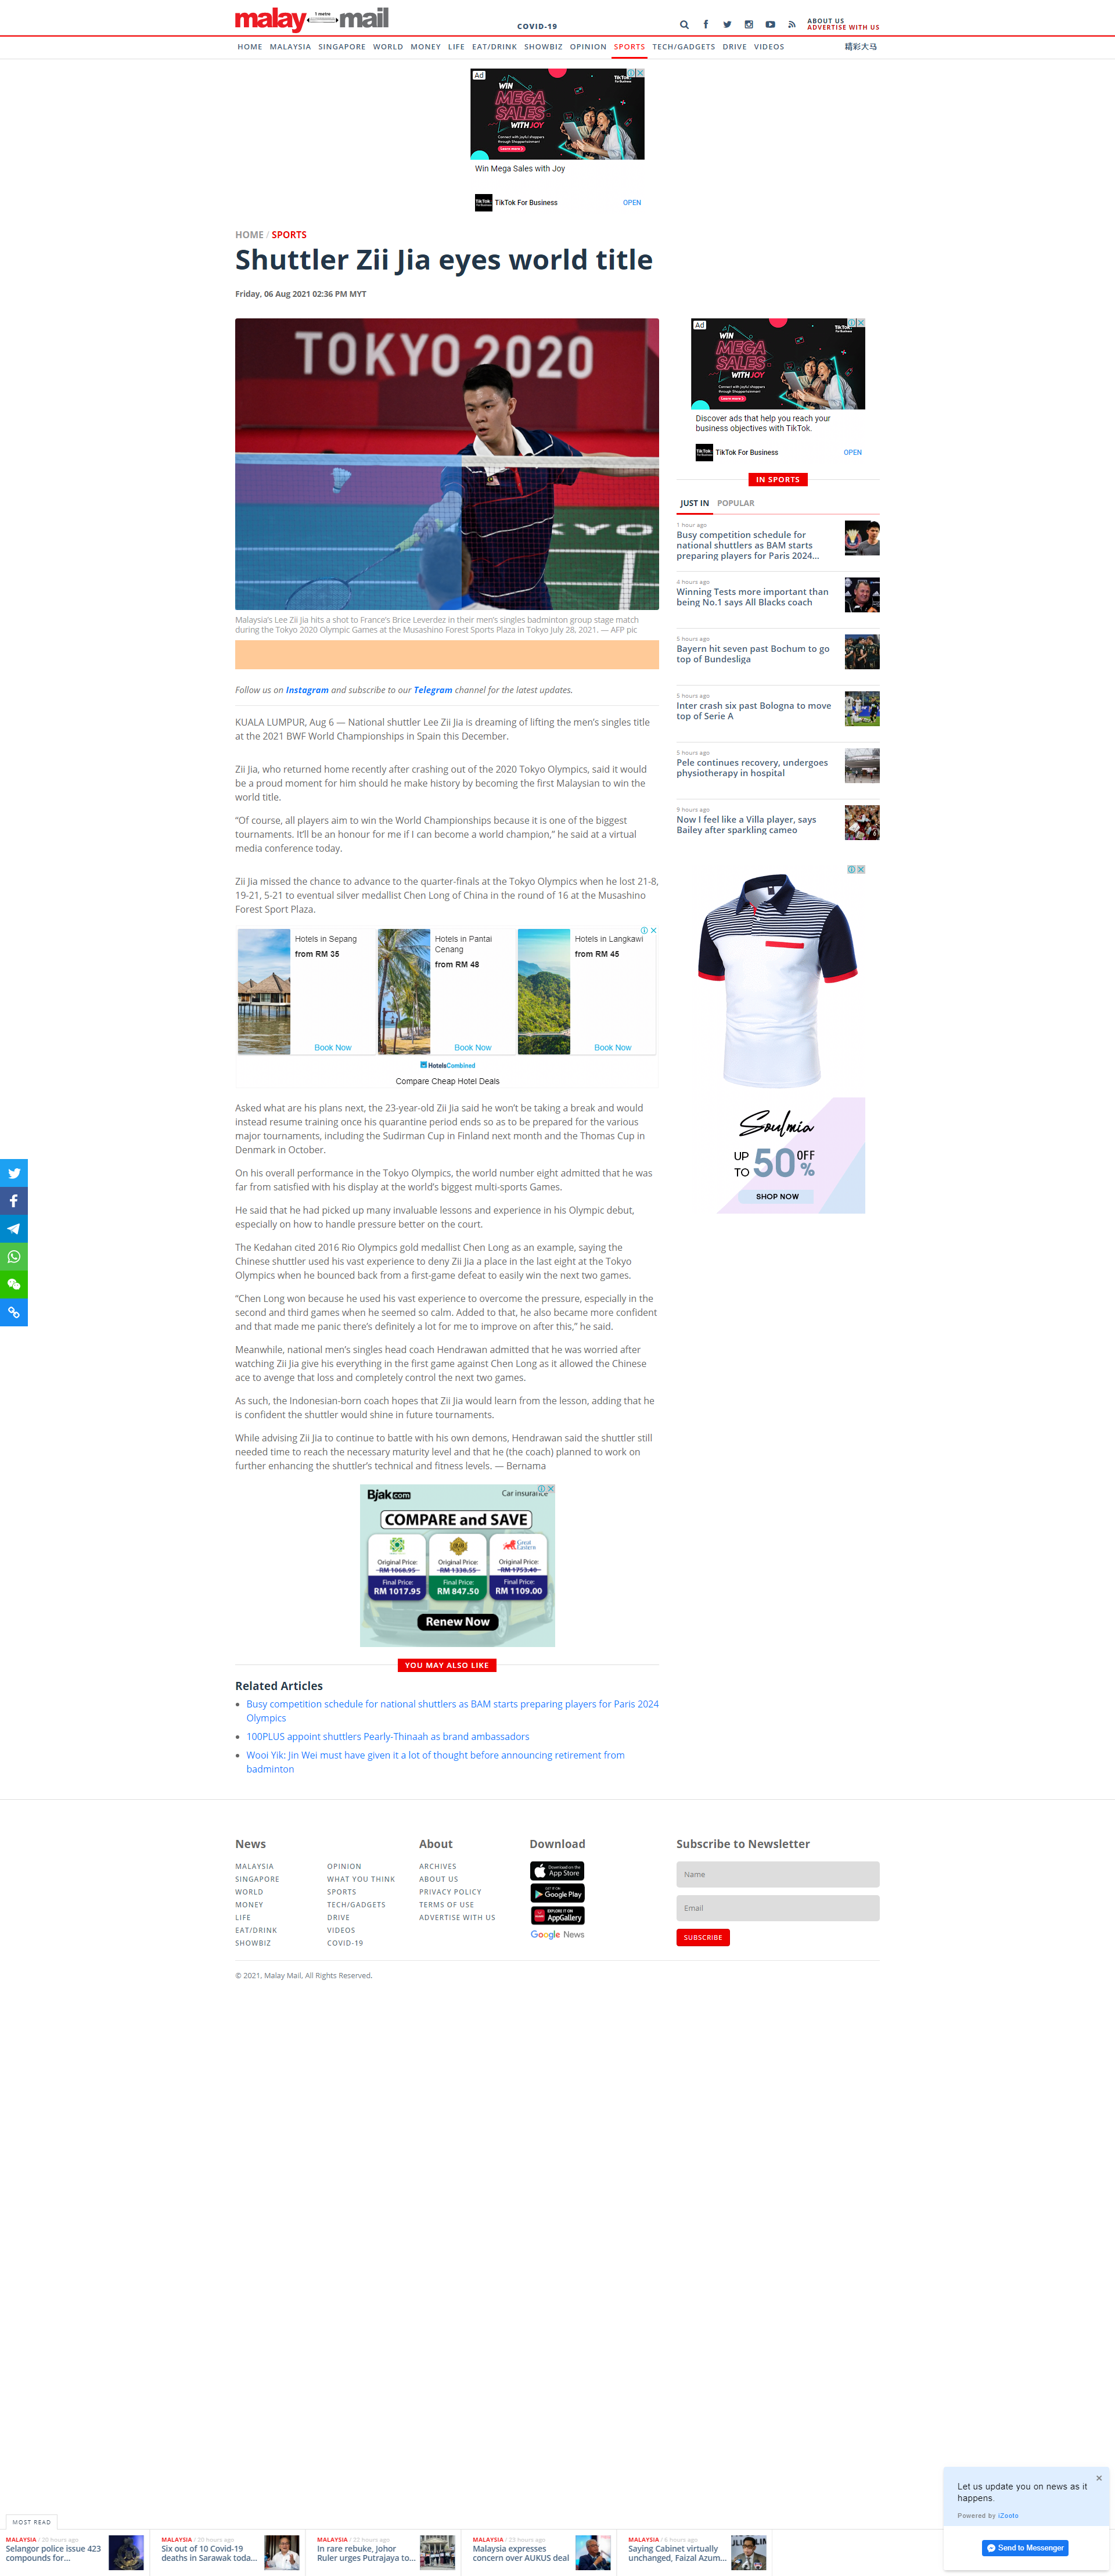 malay mail
1 metre
COVID-19
ABOUT US
ADVERTISE WITH US
HOME MALAYSIA SINGAPORE WORLD MONEY LIFE EAT/DRINK SHOWBIZ OPINION SPORTS TECH/GADGETS DRIVE VIDEOS 精彩大马
Ad
WIN
MEGA
SALES
WITH JOY
Connect with joyful shoppers
through Shoppertainment
Learn more
Win Mega Sales with Joy
TikTok For Business OPEN
HOME / SPORTS
Shuttler Zii Jia eyes world title
Friday, 06 Aug 2021 02:36 PM MYT
TOKYO 2020
TOKYO
Malaysia's Lee Zii Jia hits a shot to France's Brice Leverdez in their men's singles badminton group stage match
during the Tokyo 2020 Olympic Games at the Musashino Forest Sports Plaza in Tokyo July 28, 2021. — AFP pic
Follow us on Instagram and subscribe to our Telegram channel for the latest updates.
KUALA LUMPUR, Aug 6 — National shuttler Lee Zii Jia is dreaming of lifting the men's singles title
at the 2021 BWF World Championships in Spain this December.
Zii Jia, who returned home recently after crashing out of the 2020 Tokyo Olympics, said it would
be a proud moment for him should he make history by becoming the first Malaysian to win the
world title.
"Of course, all players aim to win the World Championships because it is one of the biggest
tournaments. It'll be an honour for me if I can become a world champion," he said at a virtual
media conference today.
Zii Jia missed the chance to advance to the quarter-finals at the Tokyo Olympics when he lost 21-8,
19-21, 5-21 to eventual silver medallist Chen Long of China in the round of 16 at the Musashino
Forest Sport Plaza.
Hotels in Sepang
from RM 35
Book Now
Hotels in Pantai
Cenang
from RM 48
Book Now
Hotels in Langkawi
from RM 45
Book Now
HotelsCombined
Compare Cheap Hotel Deals
Asked what are his plans next, the 23-year-old Zii Jia said he won't be taking a break and would
instead resume training once his quarantine period ends so as to be prepared for the various
major tournaments, including the Sudirman Cup in Finland next month and the Thomas Cup in
Denmark in October.
On his overall performance in the Tokyo Olympics, the world number eight admitted that he was
far from satisfied with his display at the world's biggest multi-sports Games.
He said that he had picked up many invaluable lessons and experience in his Olympic debut,
especially on how to handle pressure better on the court.
The Kedahan cited 2016 Rio Olympics gold medallist Chen Long as an example, saying the
Chinese shuttler used his vast experience to deny Zii Jia a place in the last eight at the Tokyo
Olympics when he bounced back from a first-game defeat to easily win the next two games.
"Chen Long won because he used his vast experience to overcome the pressure, especially in the
second and third games when he seemed so calm. Added to that, he also became more confident
and that made me panic there's definitely a lot for me to improve on after this," he said.
Meanwhile, national men's singles head coach Hendrawan admitted that he was worried after
watching Zii Jia give his everything in the first game against Chen Long as it allowed the Chinese
ace to avenge that loss and completely control the next two games.
As such, the Indonesian-born coach hopes that Zii Jia would learn from the lesson, adding that he
is confident the shuttler would shine in future tournaments.
While advising Zii Jia to continue to battle with his own demons, Hendrawan said the shuttler still
needed time to reach the necessary maturity level and that he (the coach) planned to work on
further enhancing the shuttler's technical and fitness levels. — Bernama
Bjak.com Car insurance
COMPARE and SAVE
Original Price:
RM 1068.95
Final Price:
RM 1017.95
Original Price:
RM 1338.55
Final Price:
RM 847.50
Great Eastern
Original Price:
RM 1753.40
Final Price:
RM 1109.00
Renew Now
YOU MAY ALSO LIKE
Related Articles
Busy competition schedule for national shuttlers as BAM starts preparing players for Paris 2024
Olympics
100PLUS appoint shuttlers Pearly-Thinaah as brand ambassadors
Wooi Yik: Jin Wei must have given it a lot of thought before announcing retirement from
badminton
Ad
TikTok
WIN
MEGA
SALES
WITH JOY
Connect with joyful shoppers
through Shoppertainment
Learn more
Discover ads that help you reach your
business objectives with TikTok.
TikTok For Business OPEN
IN SPORTS
JUST IN POPULAR
1 hour ago
Busy competition schedule for
national shuttlers as BAM starts
preparing players for Paris 2024...
4 hours ago
Winning Tests more important than
being No.1 says All Blacks coach
5 hours ago
Bayern hit seven past Bochum to go
top of Bundesliga
5 hours ago
Inter crash six past Bologna to move
top of Serie A
5 hours ago
Pele continues recovery, undergoes
physiotherapy in hospital
9 hours ago
Now I feel like a Villa player, says
Bailey after sparkling cameo
Soulmia
UP TO 50% OFF
SHOP NOW
News
MALAYSIA
SINGAPORE
WORLD
MONEY
LIFE
EAT/DRINK
SHOWBIZ
OPINION
WHAT YOU THINK
SPORTS
TECH/GADGETS
DRIVE
VIDEOS
COVID-19
About
ARCHIVES
ABOUT US
PRIVACY POLICY
TERMS OF USE
ADVERTISE WITH US
Download
Download on the
App Store
GET IT ON
Google Play
EXPLORE IT ON
AppGallery
Google News
Subscribe to Newsletter
Name
Email
SUBSCRIBE
© 2021, Malay Mail, All Rights Reserved.
Let us update you on news as it
happens.
Powered by iZooto
Send to Messenger
MOST READ
MALAYSIA / 20 hours ago
Selangor police issue 423
compounds for...
MALAYSIA / 20 hours ago
Six out of 10 Covid-19
deaths in Sarawak toda...
MALAYSIA / 22 hours ago
In rare rebuke, Johor
Ruler urges Putrajaya to...
MALAYSIA / 23 hours ago
Malaysia expresses
concern over AUKUS deal
MALAYSIA / 6 hours ago
Saying Cabinet virtually
unchanged, Faizal Azum...